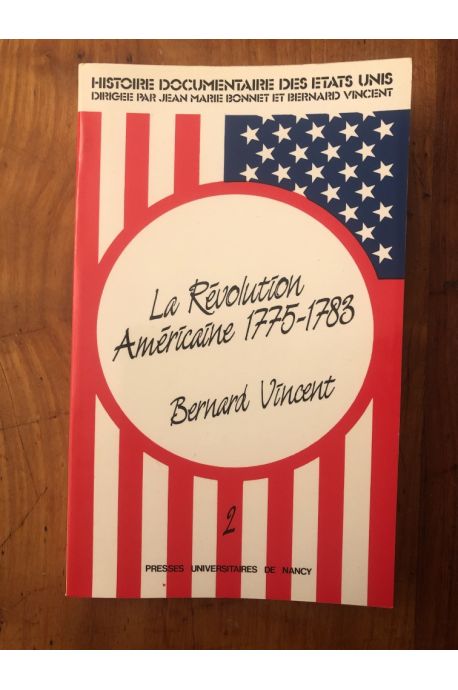 HISTOIRE DOCUMENTAIRE DES ETATS UNIS
DIRIGEE PAR JEAN MARIE BONNET ET BERNARD VINCENT
La Révolution
Américaine 1775-1783
Bernard Vincent
2
PRESSES UNIVERSITAIRES DE NANCY